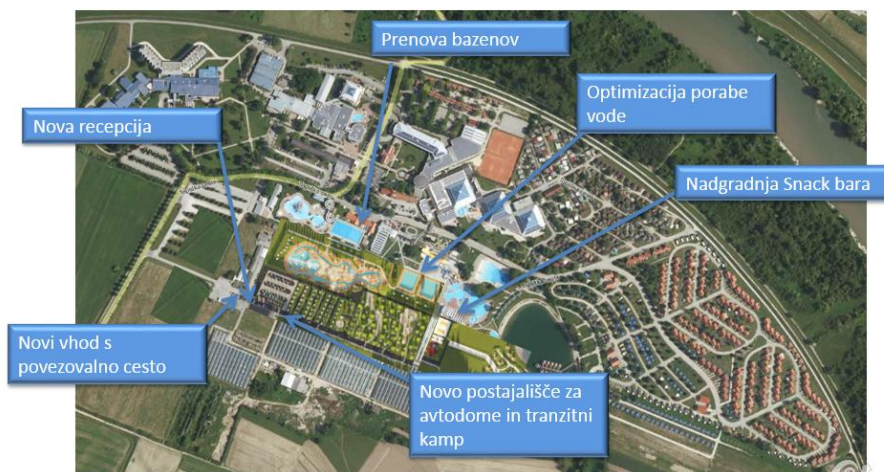 Prenova bazenov
Optimizacija porabe
vode
Nova recepcija
Nadgradnja Snack bara
Novi vhod s
povezovalno cesto
Novo postajališče za
avtodome in tranzitni
kamp